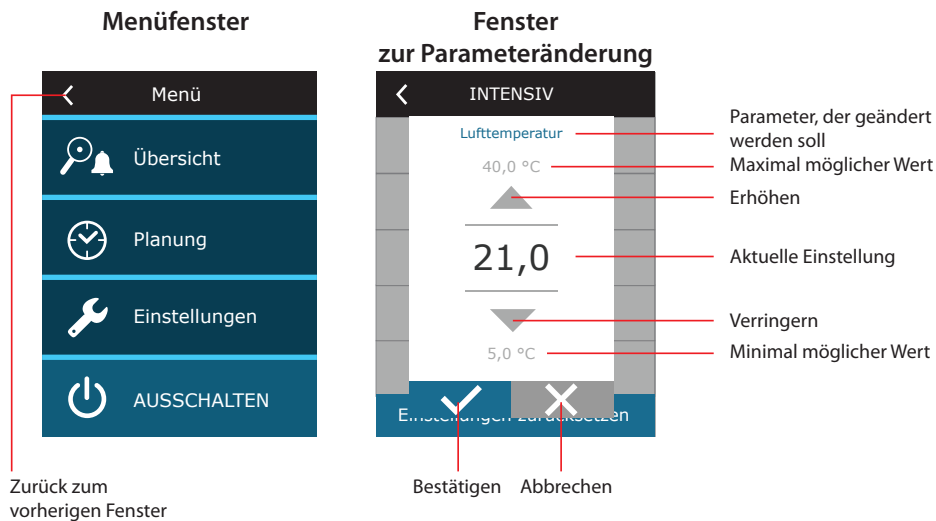 Menüfenster
Menü
Übersicht
Planung
Einstellungen
AUSSCHALTEN
Zurück zum
vorherigen Fenster
Fenster
zur Parameteränderung
INTENSIV
Lufttemperatur
40,0 °C
21,0
5,0 °C
Einstellungen zurücksetzen
Parameter, der geändert
werden soll
Maximal möglicher Wert
Erhöhen
Aktuelle Einstellung
Verringern
Minimal möglicher Wert
Bestätigen
Abbrechen